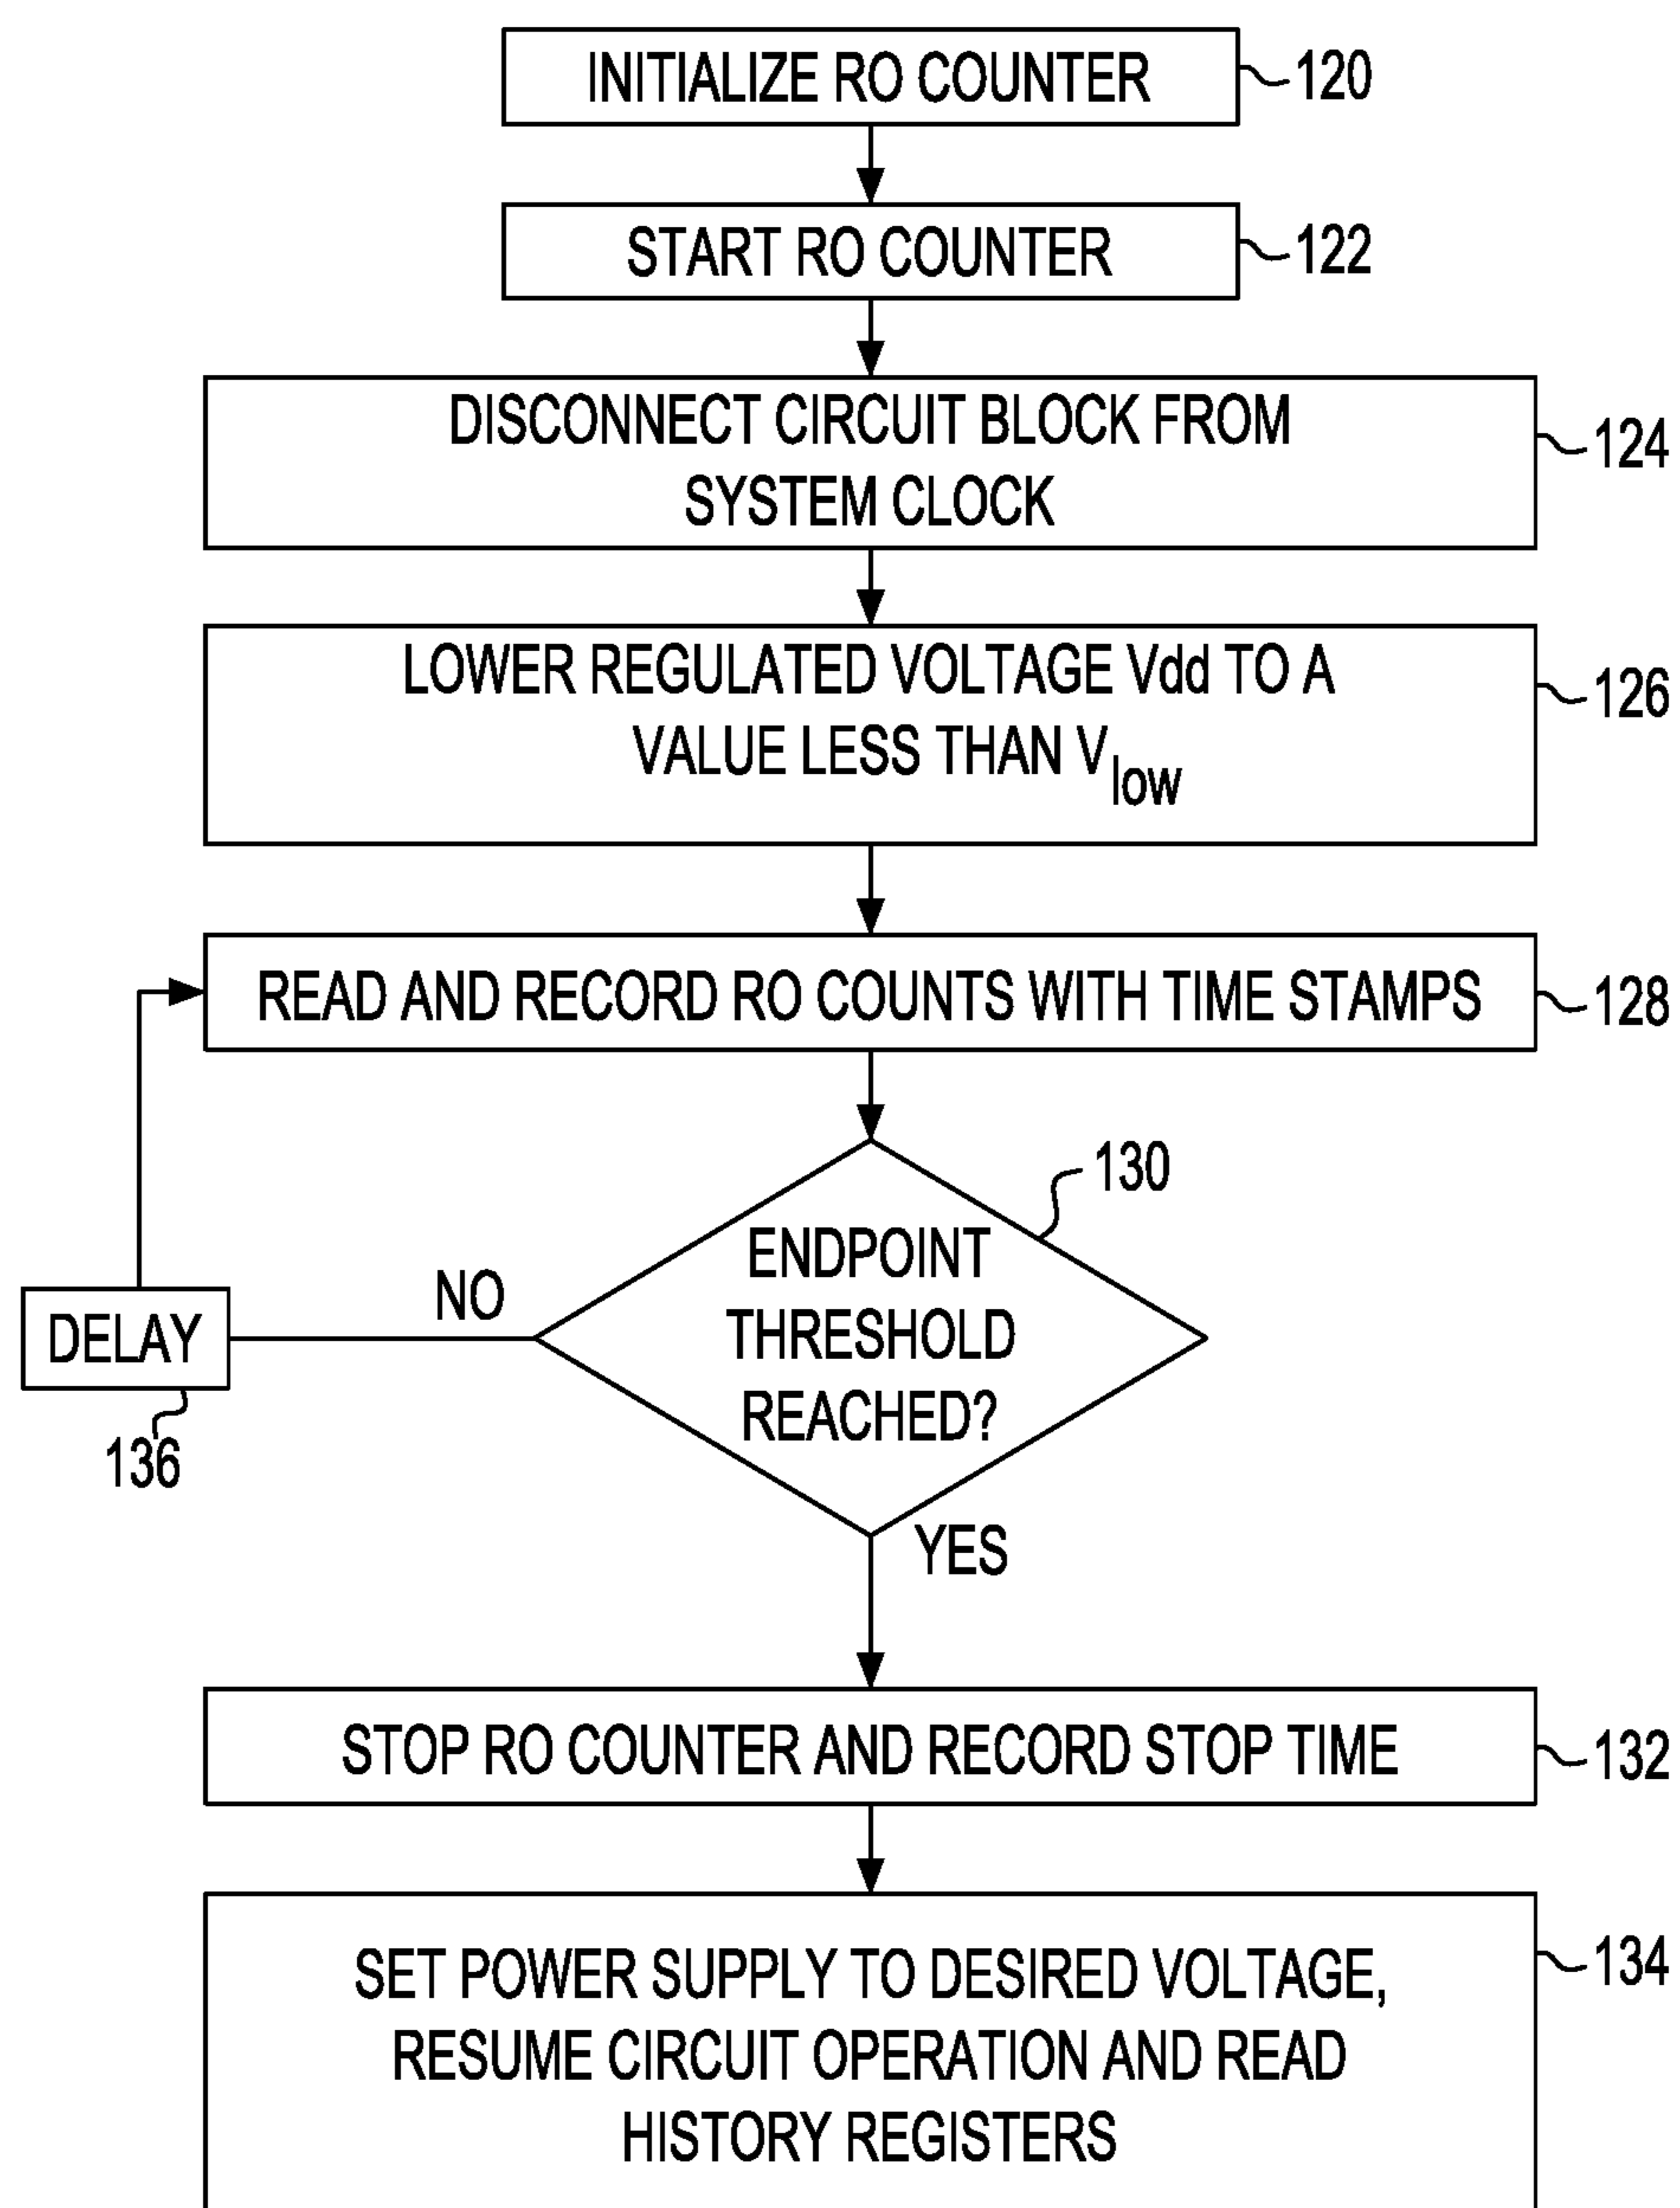 INITIALIZE RO COUNTER
120
START RO COUNTER
122
DISCONNECT CIRCUIT BLOCK FROM
SYSTEM CLOCK
124
LOWER REGULATED VOLTAGE Vdd TO A
VALUE LESS THAN Vlow
126
READ AND RECORD RO COUNTS WITH TIME STAMPS
128
130
ENDPOINT
THRESHOLD
REACHED?
NO
DELAY
136
YES
STOP RO COUNTER AND RECORD STOP TIME
132
SET POWER SUPPLY TO DESIRED VOLTAGE,
RESUME CIRCUIT OPERATION AND READ
HISTORY REGISTERS
134